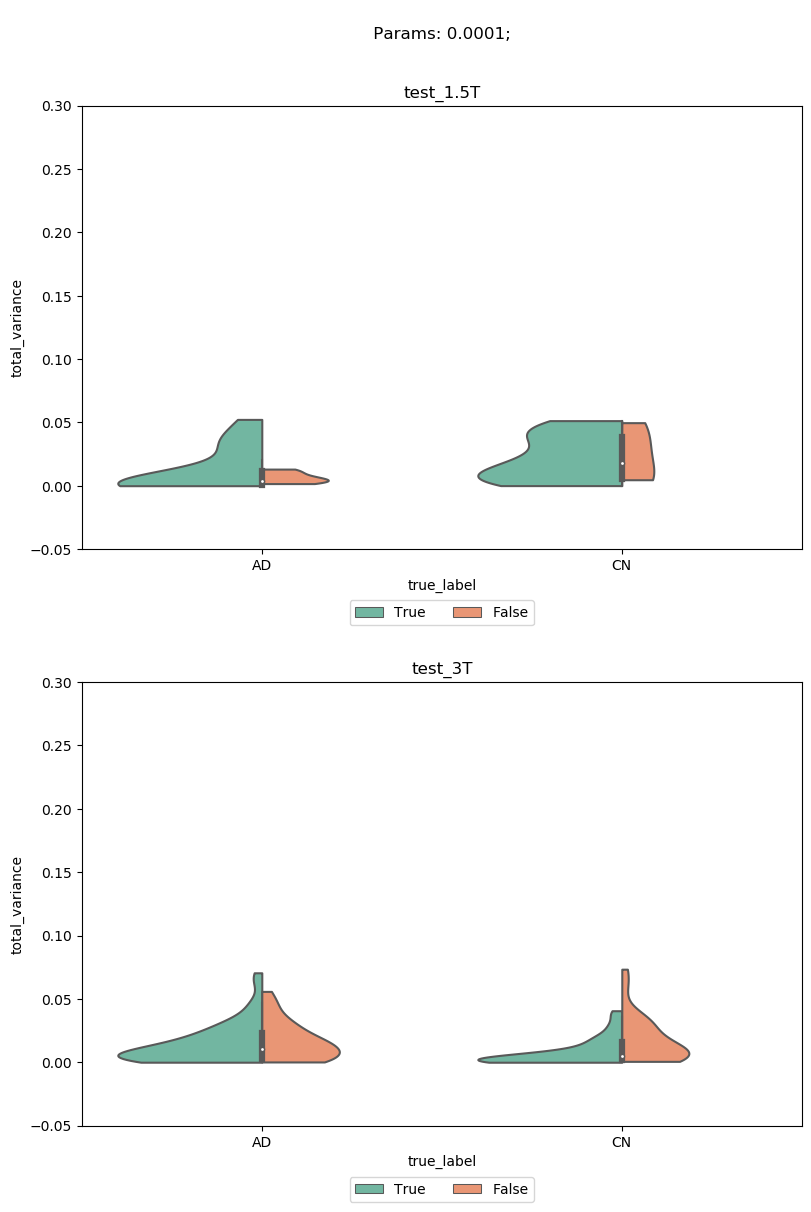 Params: 0.0001;
test_1.5T
0.30
0.25
0.20
0.15
0.10
0.05
0.00
−0.05
total_variance
AD CN
true_label
True False
test_3T
0.30
0.25
0.20
0.15
0.10
0.05
0.00
−0.05
total_variance
AD CN
true_label
True False